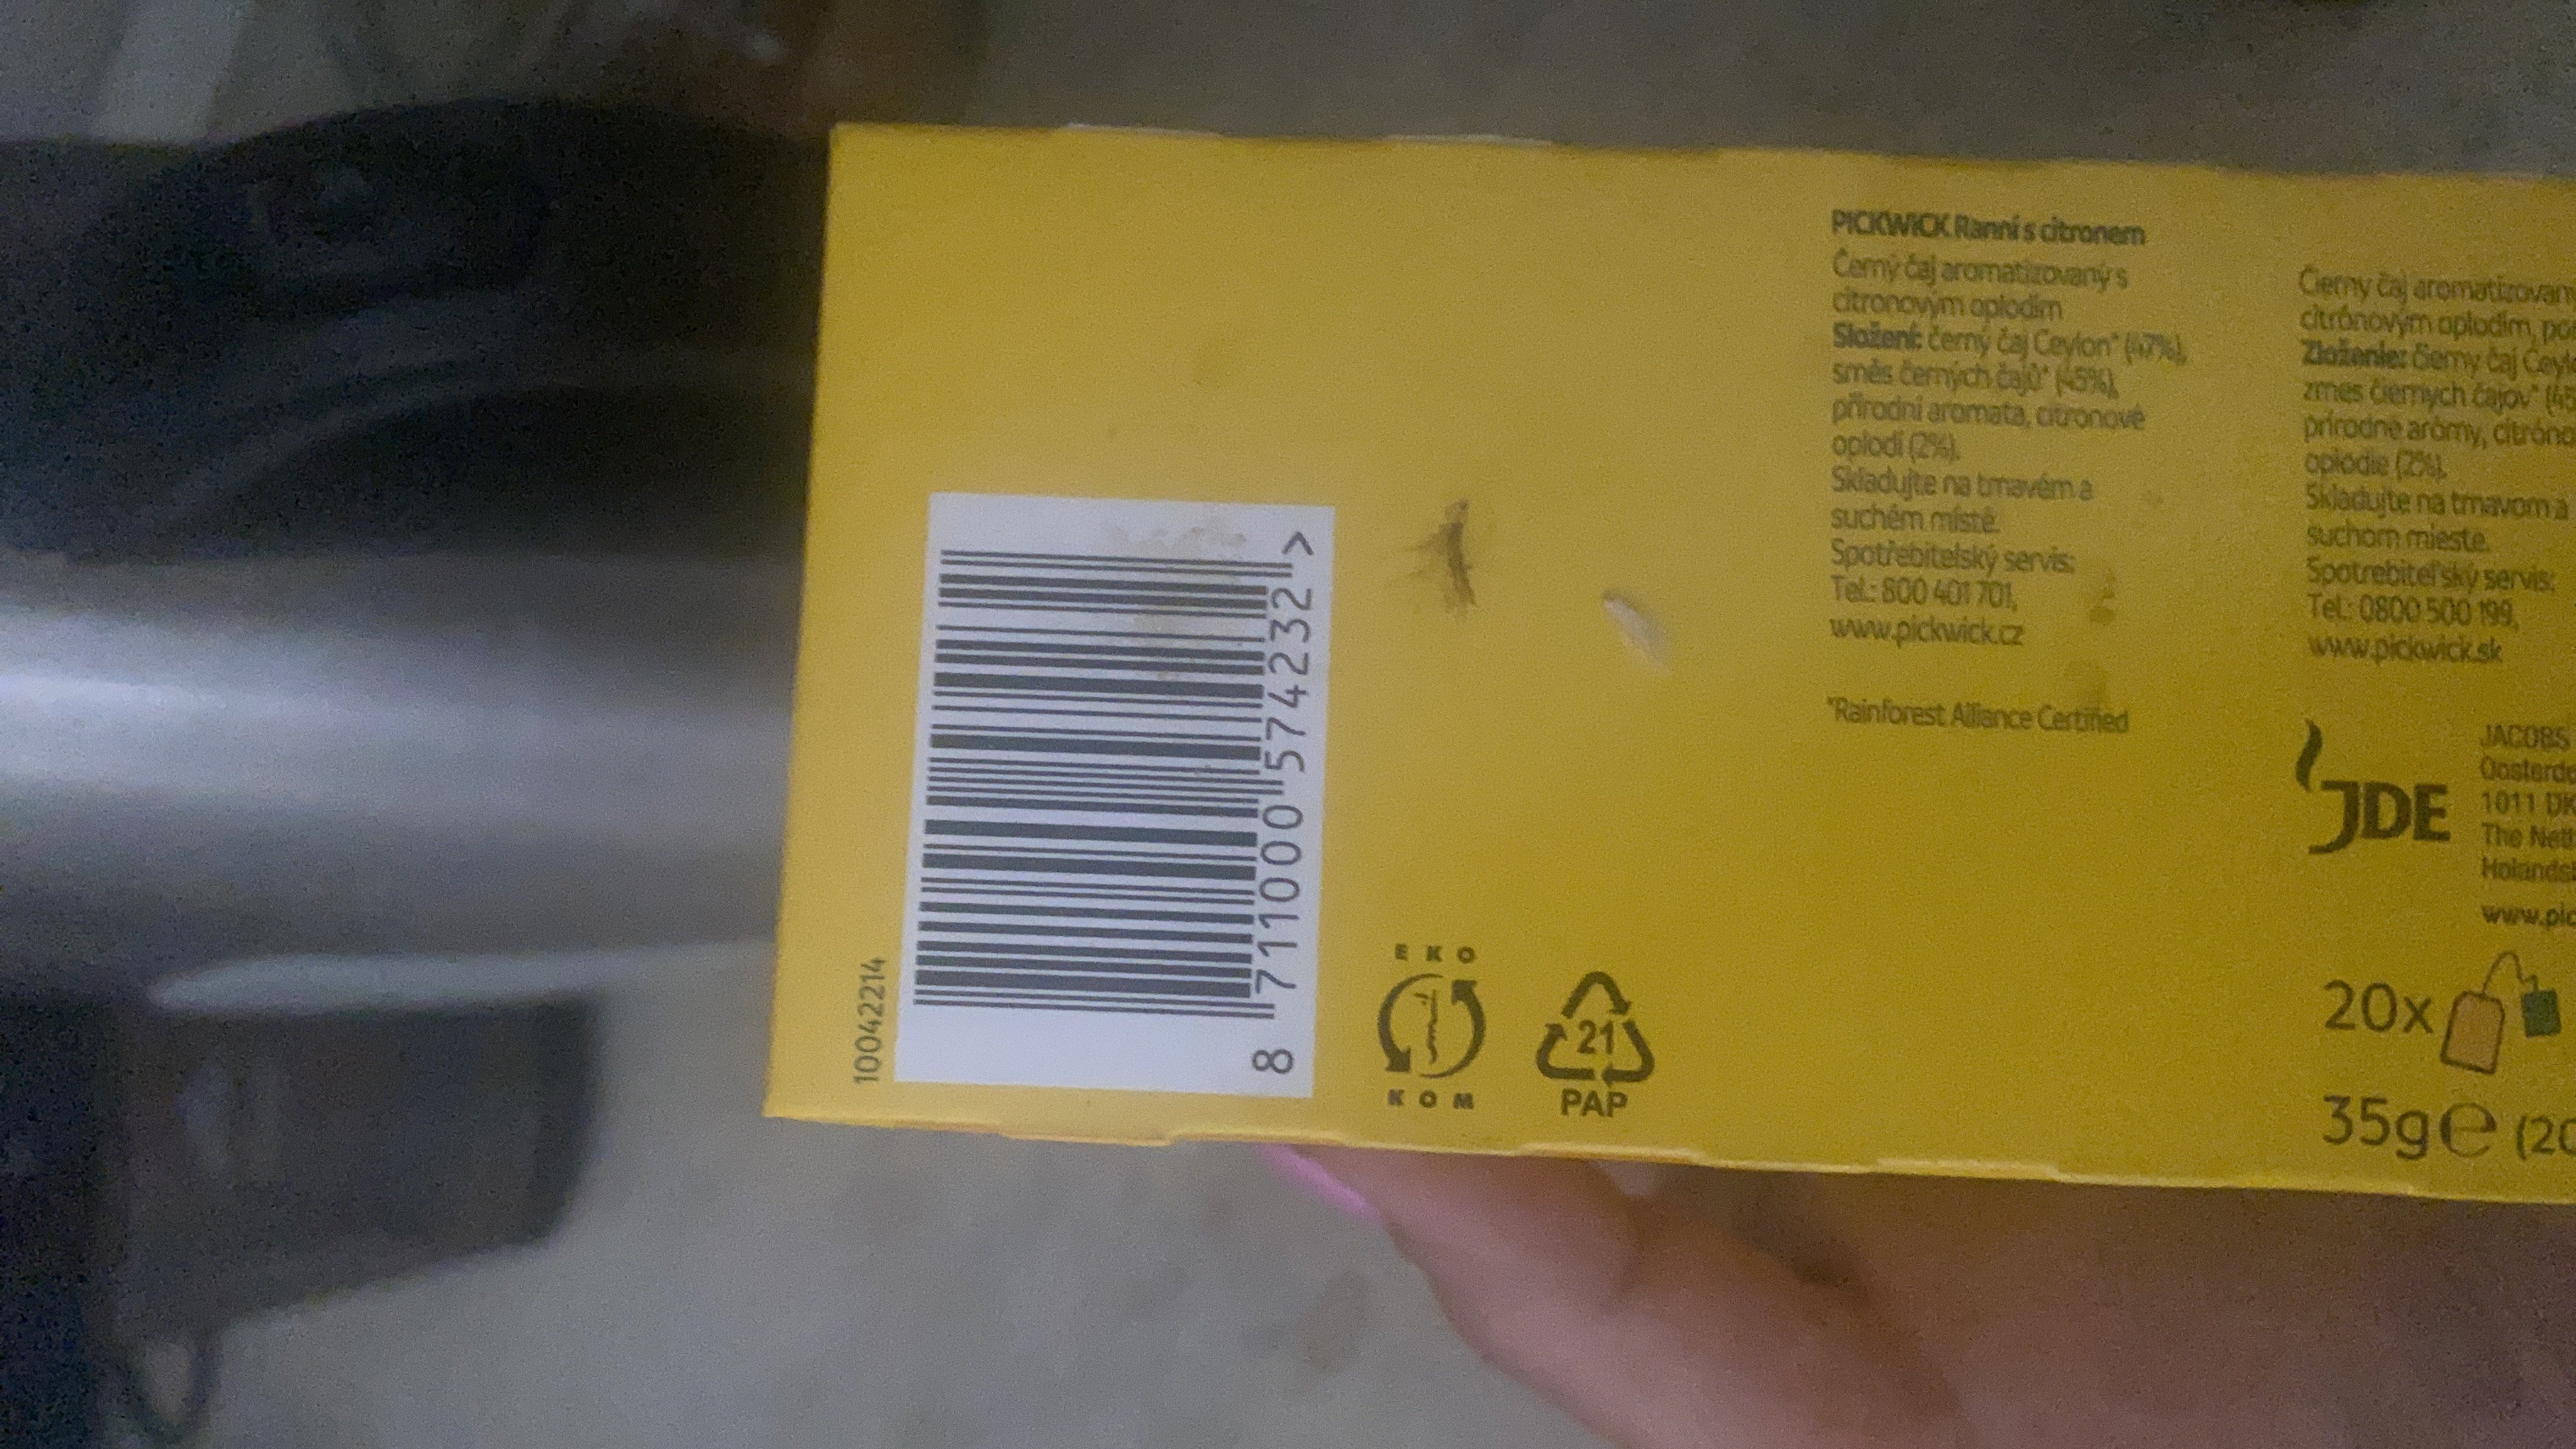 10042214
8 711000 574232 >
EKO
KOM
21
PAP
PICKWICK Ranní s citronem
Černý čaj aromatizovaný s
citronovým oplodím
Složení: černý čaj Ceylon* (47%),
směs černých čajů* (45%),
přírodní aromata, citronové
oplodí (2%).
Skladujte na tmavém a
suchém místě.
Spotřebitelský servis:
Tel.: 800 401 701,
www.pickwick.cz
*Rainforest Alliance Certified
Čierny čaj aromatizovaný
citrónovým oplodím,
Zloženie: čierny čaj
zmes čiernych čajov* (45
prírodné arómy,
oplodie (2%).
Skladujte na tmavom a
suchom mieste.
Spotrebiteľský servis:
Tel.: 0800 500 199,
www.pickwick.sk
JDE
JACOBS
1011
The
20x
35g e (20